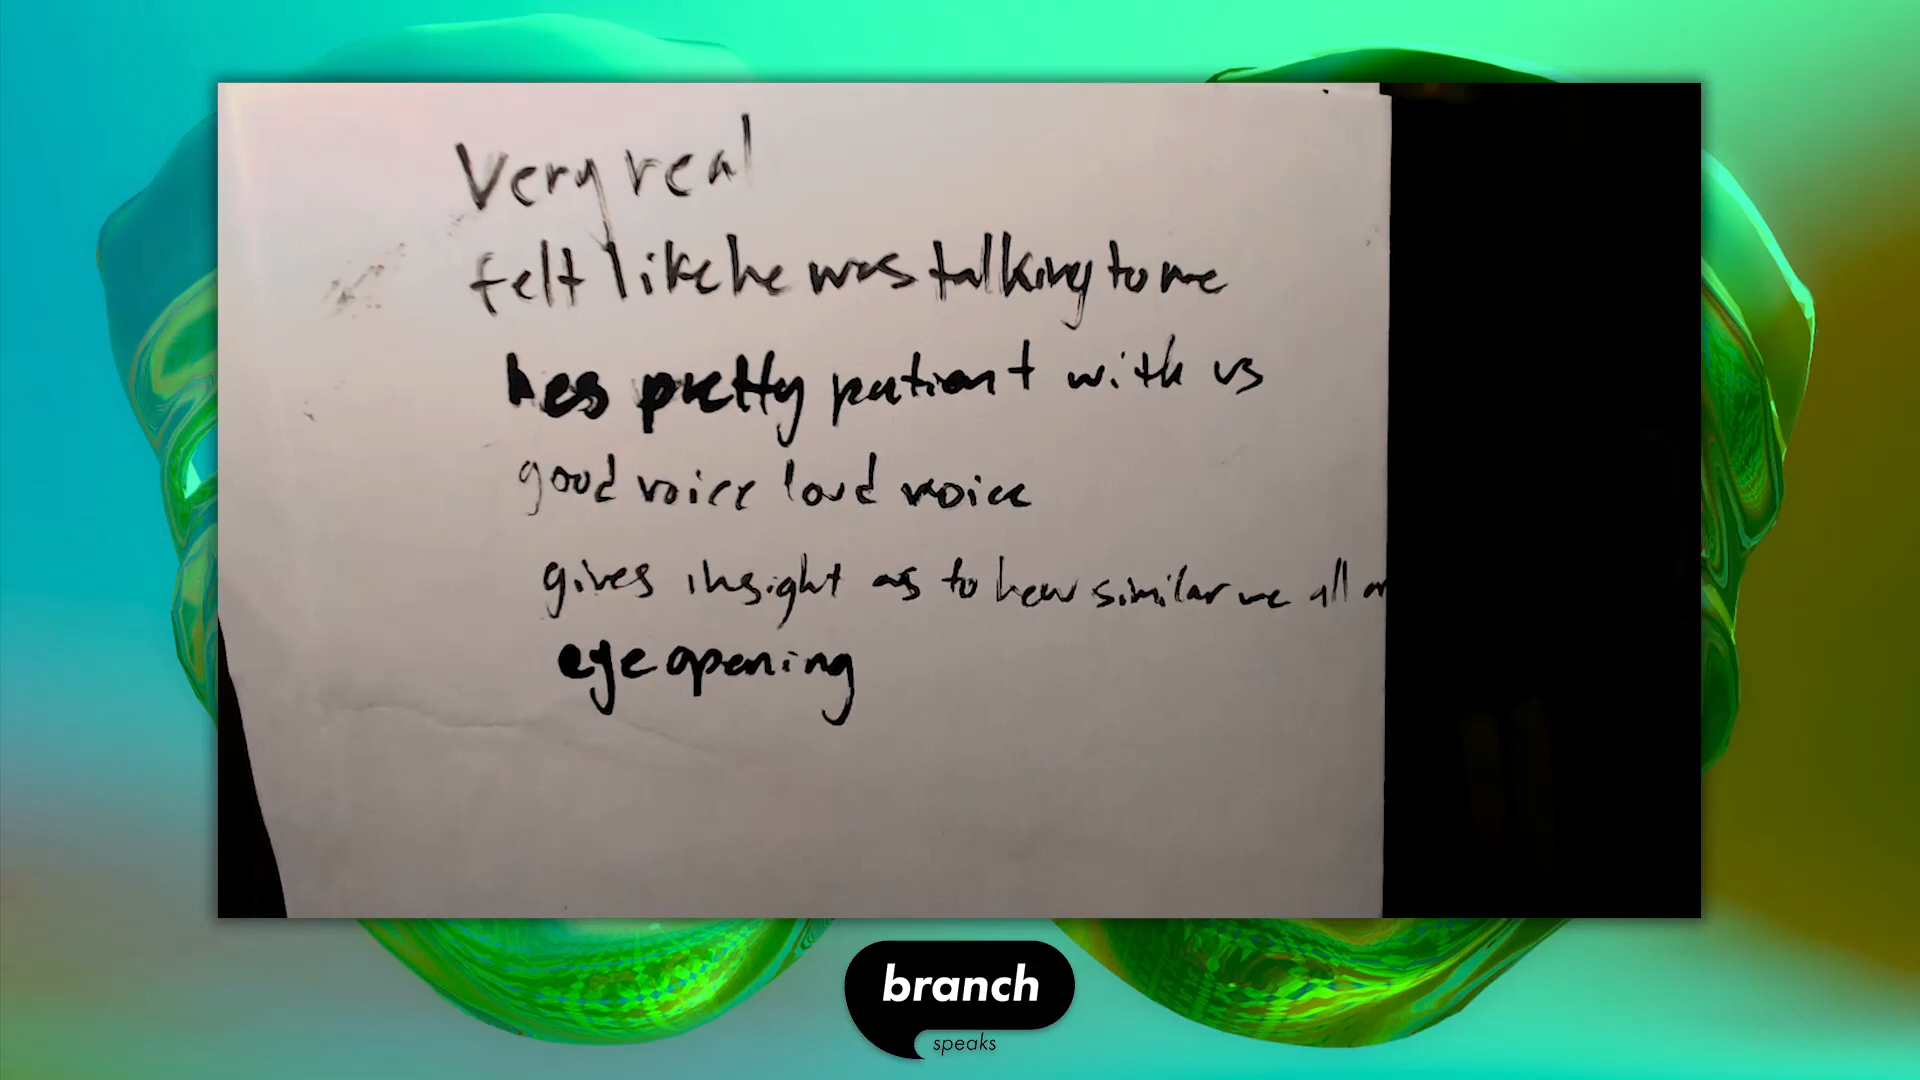 Very real
felt like he was talking to me
hes pretty patient with us
good voice loud voice
gives insight as to how similar we all
eye opening
branch
speaks